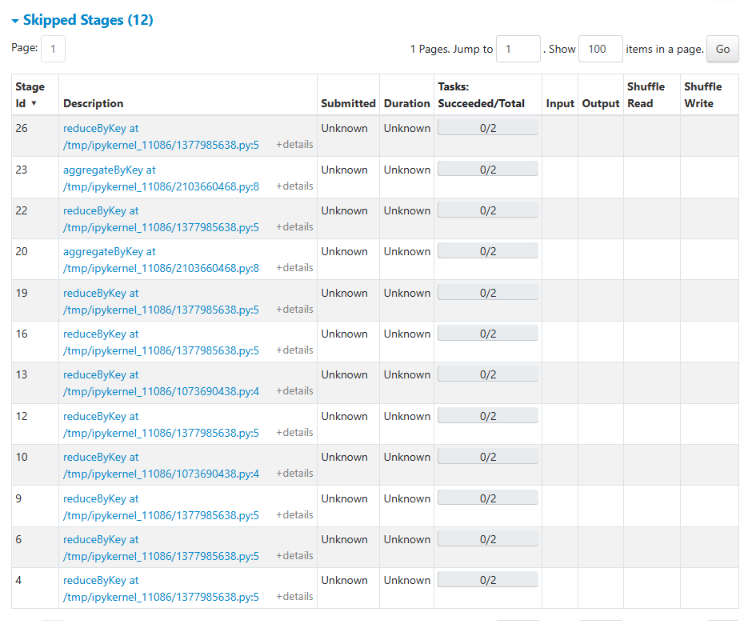 Skipped Stages (12)
Page: 1 1 Pages. Jump to 1 . Show 100 items in a page. Go
Stage Id ▾ Description Submitted Duration Tasks: Succeeded/Total Input Output Shuffle Read Shuffle Write
26 reduceByKey at Unknown Unknown 0/2
/tmp/ipykernel_11086/1377985638.py:5 +details
23 aggregateByKey at Unknown Unknown 0/2
/tmp/ipykernel_11086/2103660468.py:8 +details
22 reduceByKey at Unknown Unknown 0/2
/tmp/ipykernel_11086/1377985638.py:5 +details
20 aggregateByKey at Unknown Unknown 0/2
/tmp/ipykernel_11086/2103660468.py:8 +details
19 reduceByKey at Unknown Unknown 0/2
/tmp/ipykernel_11086/1377985638.py:5 +details
16 reduceByKey at Unknown Unknown 0/2
/tmp/ipykernel_11086/1377985638.py:5 +details
13 reduceByKey at Unknown Unknown 0/2
/tmp/ipykernel_11086/1073690438.py:4 +details
12 reduceByKey at Unknown Unknown 0/2
/tmp/ipykernel_11086/1377985638.py:5 +details
10 reduceByKey at Unknown Unknown 0/2
/tmp/ipykernel_11086/1073690438.py:4 +details
9 reduceByKey at Unknown Unknown 0/2
/tmp/ipykernel_11086/1377985638.py:5 +details
6 reduceByKey at Unknown Unknown 0/2
/tmp/ipykernel_11086/1377985638.py:5 +details
4 reduceByKey at Unknown Unknown 0/2
/tmp/ipykernel_11086/1377985638.py:5 +details